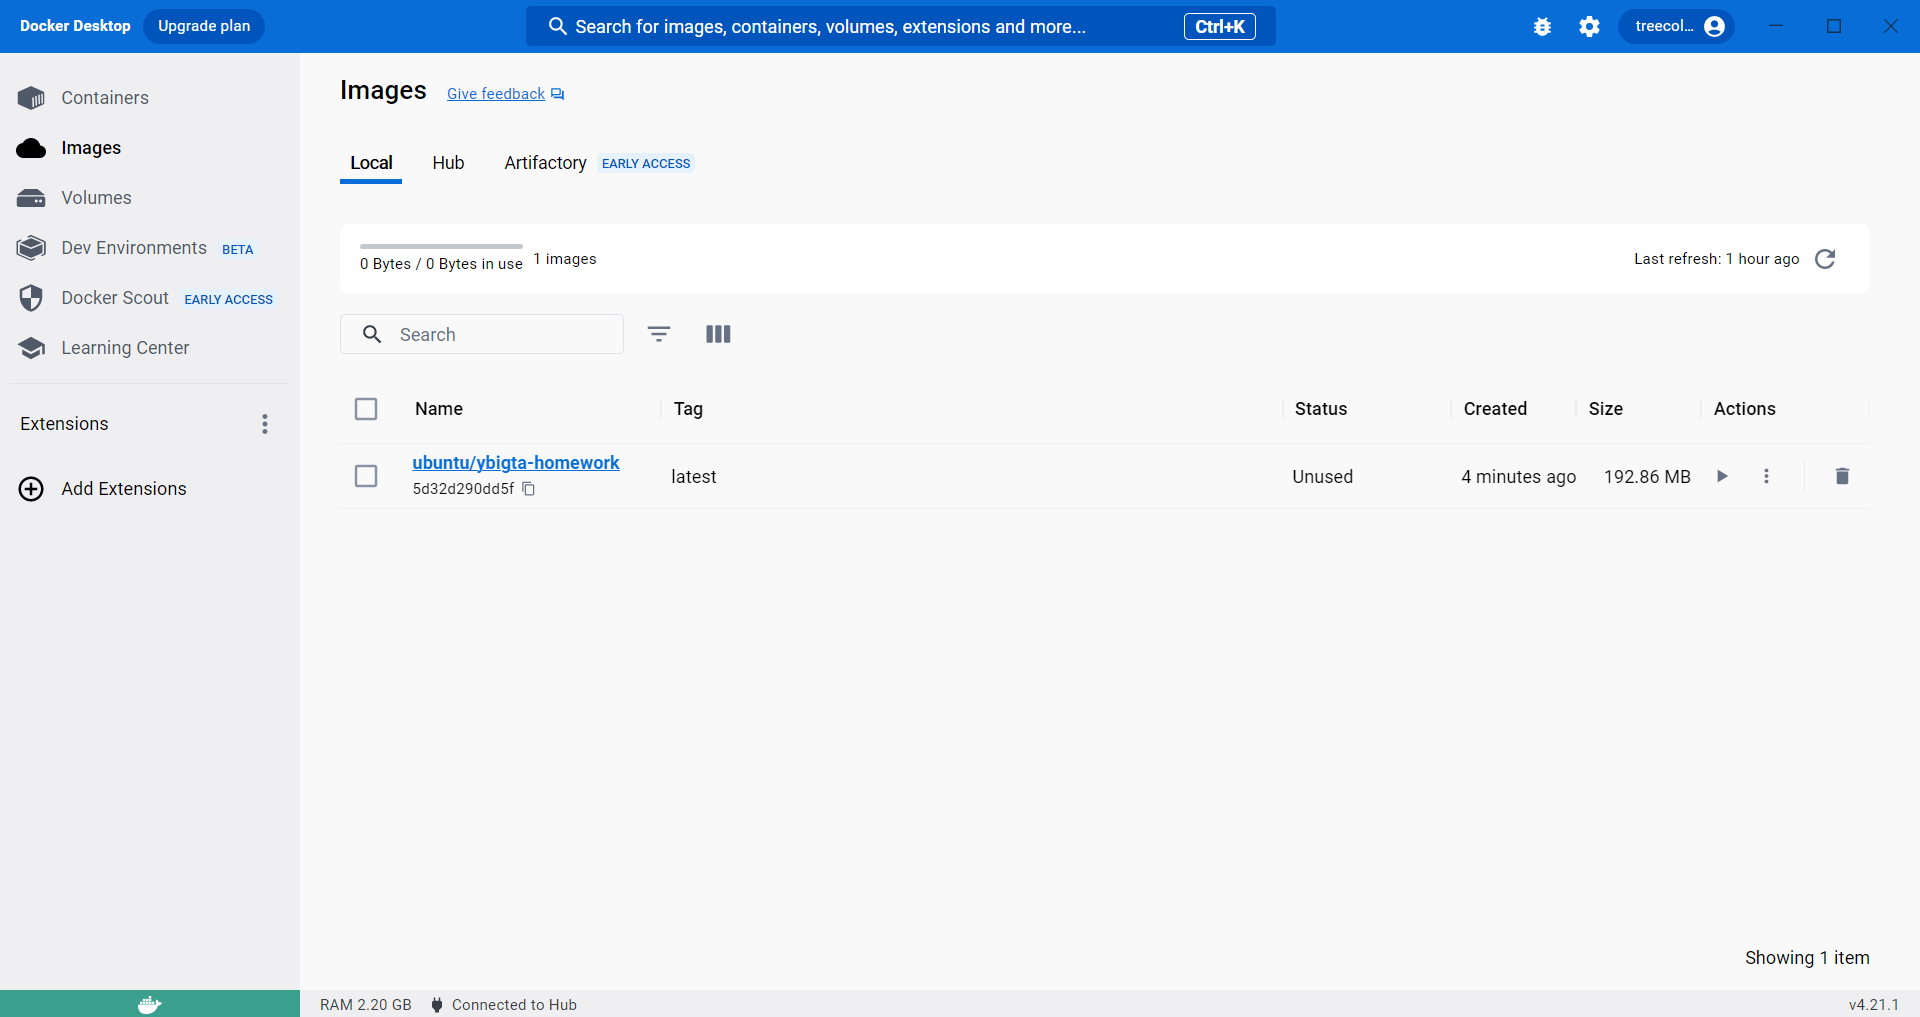 Docker Desktop Upgrade plan Search for images, containers, volumes, extensions and more... Ctrl+K treecol...
Containers
Images
Volumes
Dev Environments BETA
Docker Scout EARLY ACCESS
Learning Center
Extensions
Add Extensions
Images Give feedback
Local Hub Artifactory EARLY ACCESS
0 Bytes / 0 Bytes in use 1 images Last refresh: 1 hour ago
Search
Name Tag Status Created Size Actions
ubuntu/ybigta-homework
5d32d290dd5f
latest Unused 4 minutes ago 192.86 MB
Showing 1 item
RAM 2.20 GB Connected to Hub v4.21.1